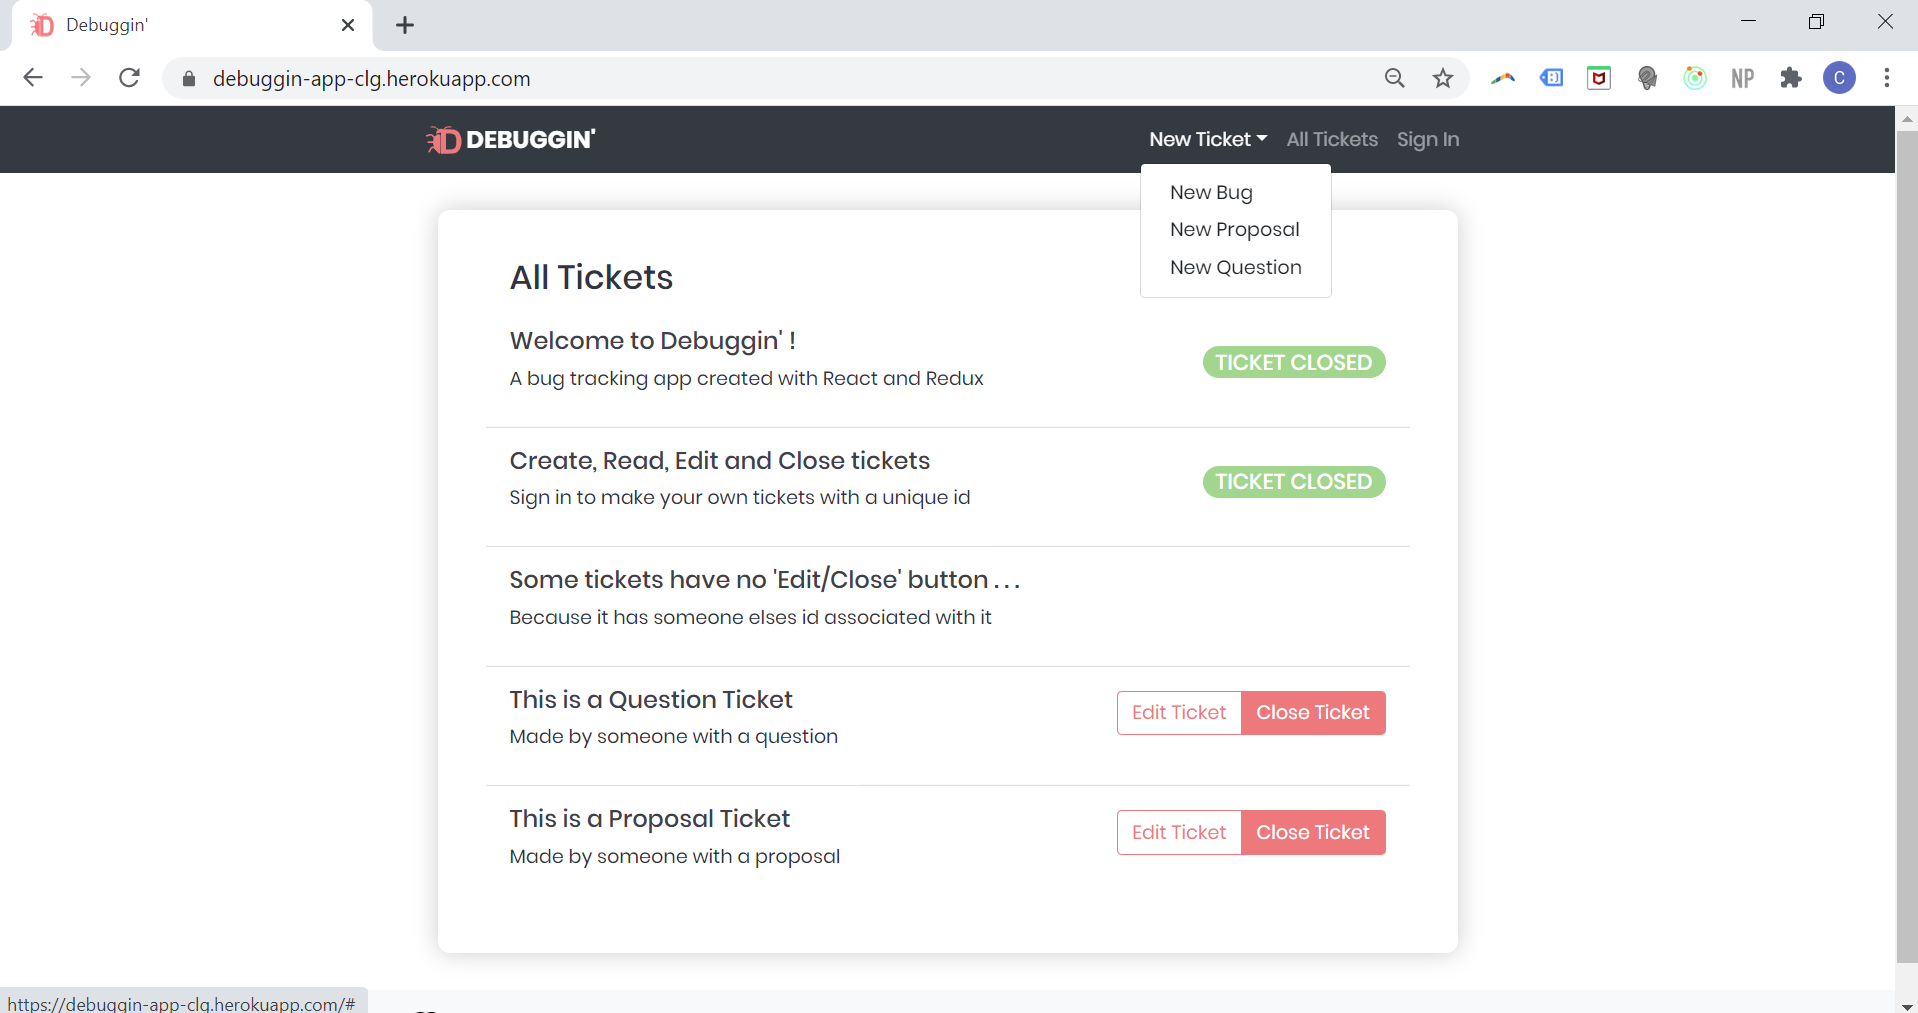 Debuggin'
debuggin-app-clg.herokuapp.com
NP
C
DEBUGGIN'
New Ticket
All Tickets
Sign In
New Bug
New Proposal
New Question
All Tickets
Welcome to Debuggin' !
A bug tracking app created with React and Redux
TICKET CLOSED
Create, Read, Edit and Close tickets
Sign in to make your own tickets with a unique id
TICKET CLOSED
Some tickets have no 'Edit/Close' button . . .
Because it has someone elses id associated with it
This is a Question Ticket
Made by someone with a question
Edit Ticket
Close Ticket
This is a Proposal Ticket
Made by someone with a proposal
Edit Ticket
Close Ticket
https://debuggin-app-clg.herokuapp.com/#